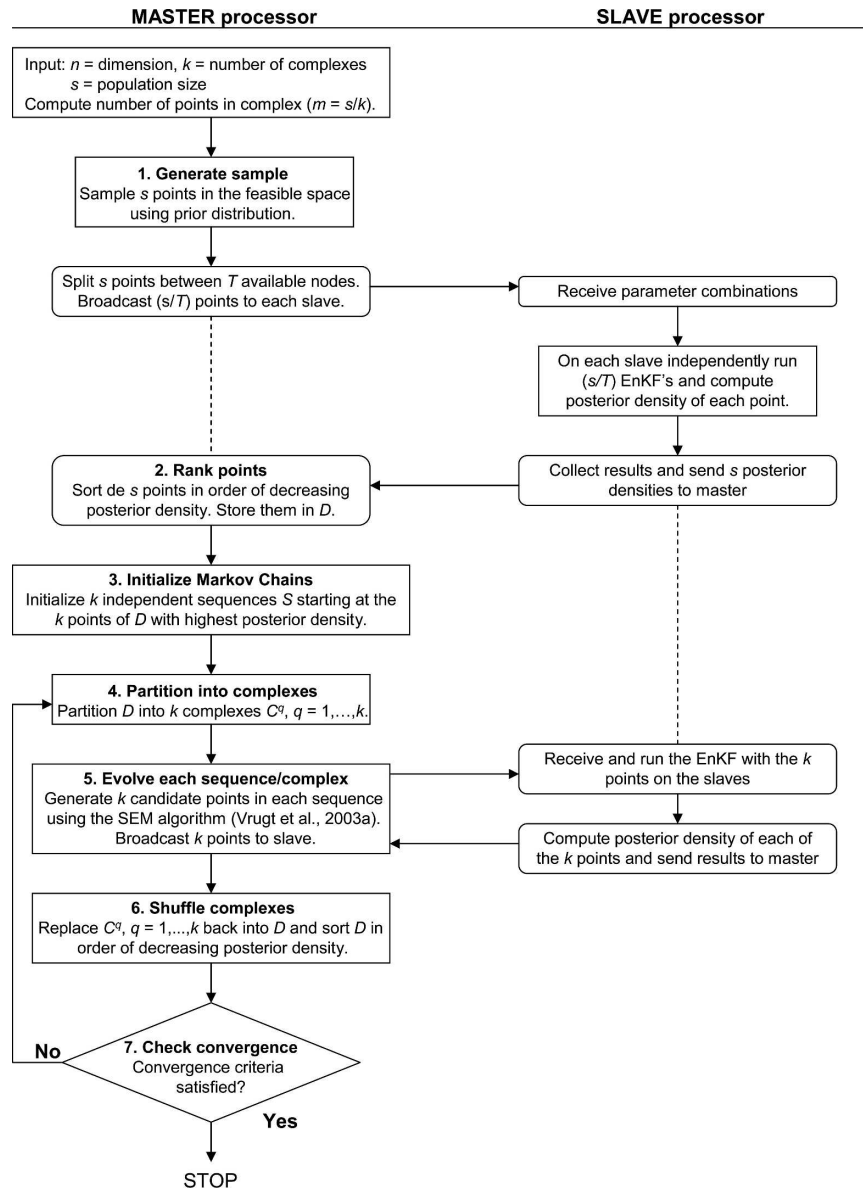 MASTER processor
SLAVE processor
Input: n = dimension, k = number of complexes
s = population size
Compute number of points in complex (m = s/k).
1. Generate sample
Sample s points in the feasible space
using prior distribution.
Split s points between T available nodes.
Broadcast (s/T) points to each slave.
Receive parameter combinations
On each slave independently run
(s/T) EnKF's and compute
posterior density of each point.
2. Rank points
Sort de s points in order of decreasing
posterior density. Store them in D.
Collect results and send s posterior
densities to master
3. Initialize Markov Chains
Initialize k independent sequences S starting at the
k points of D with highest posterior density.
4. Partition into complexes
Partition D into k complexes C^q, q = 1,…,k.
5. Evolve each sequence/complex
Generate k candidate points in each sequence
using the SEM algorithm (Vrugt et al., 2003a).
Broadcast k points to slave.
Receive and run the EnKF with the k
points on the slaves
Compute posterior density of each of
the k points and send results to master
6. Shuffle complexes
Replace C^q, q = 1,...,k back into D and sort D in
order of decreasing posterior density.
7. Check convergence
Convergence criteria
satisfied?
No
Yes
STOP